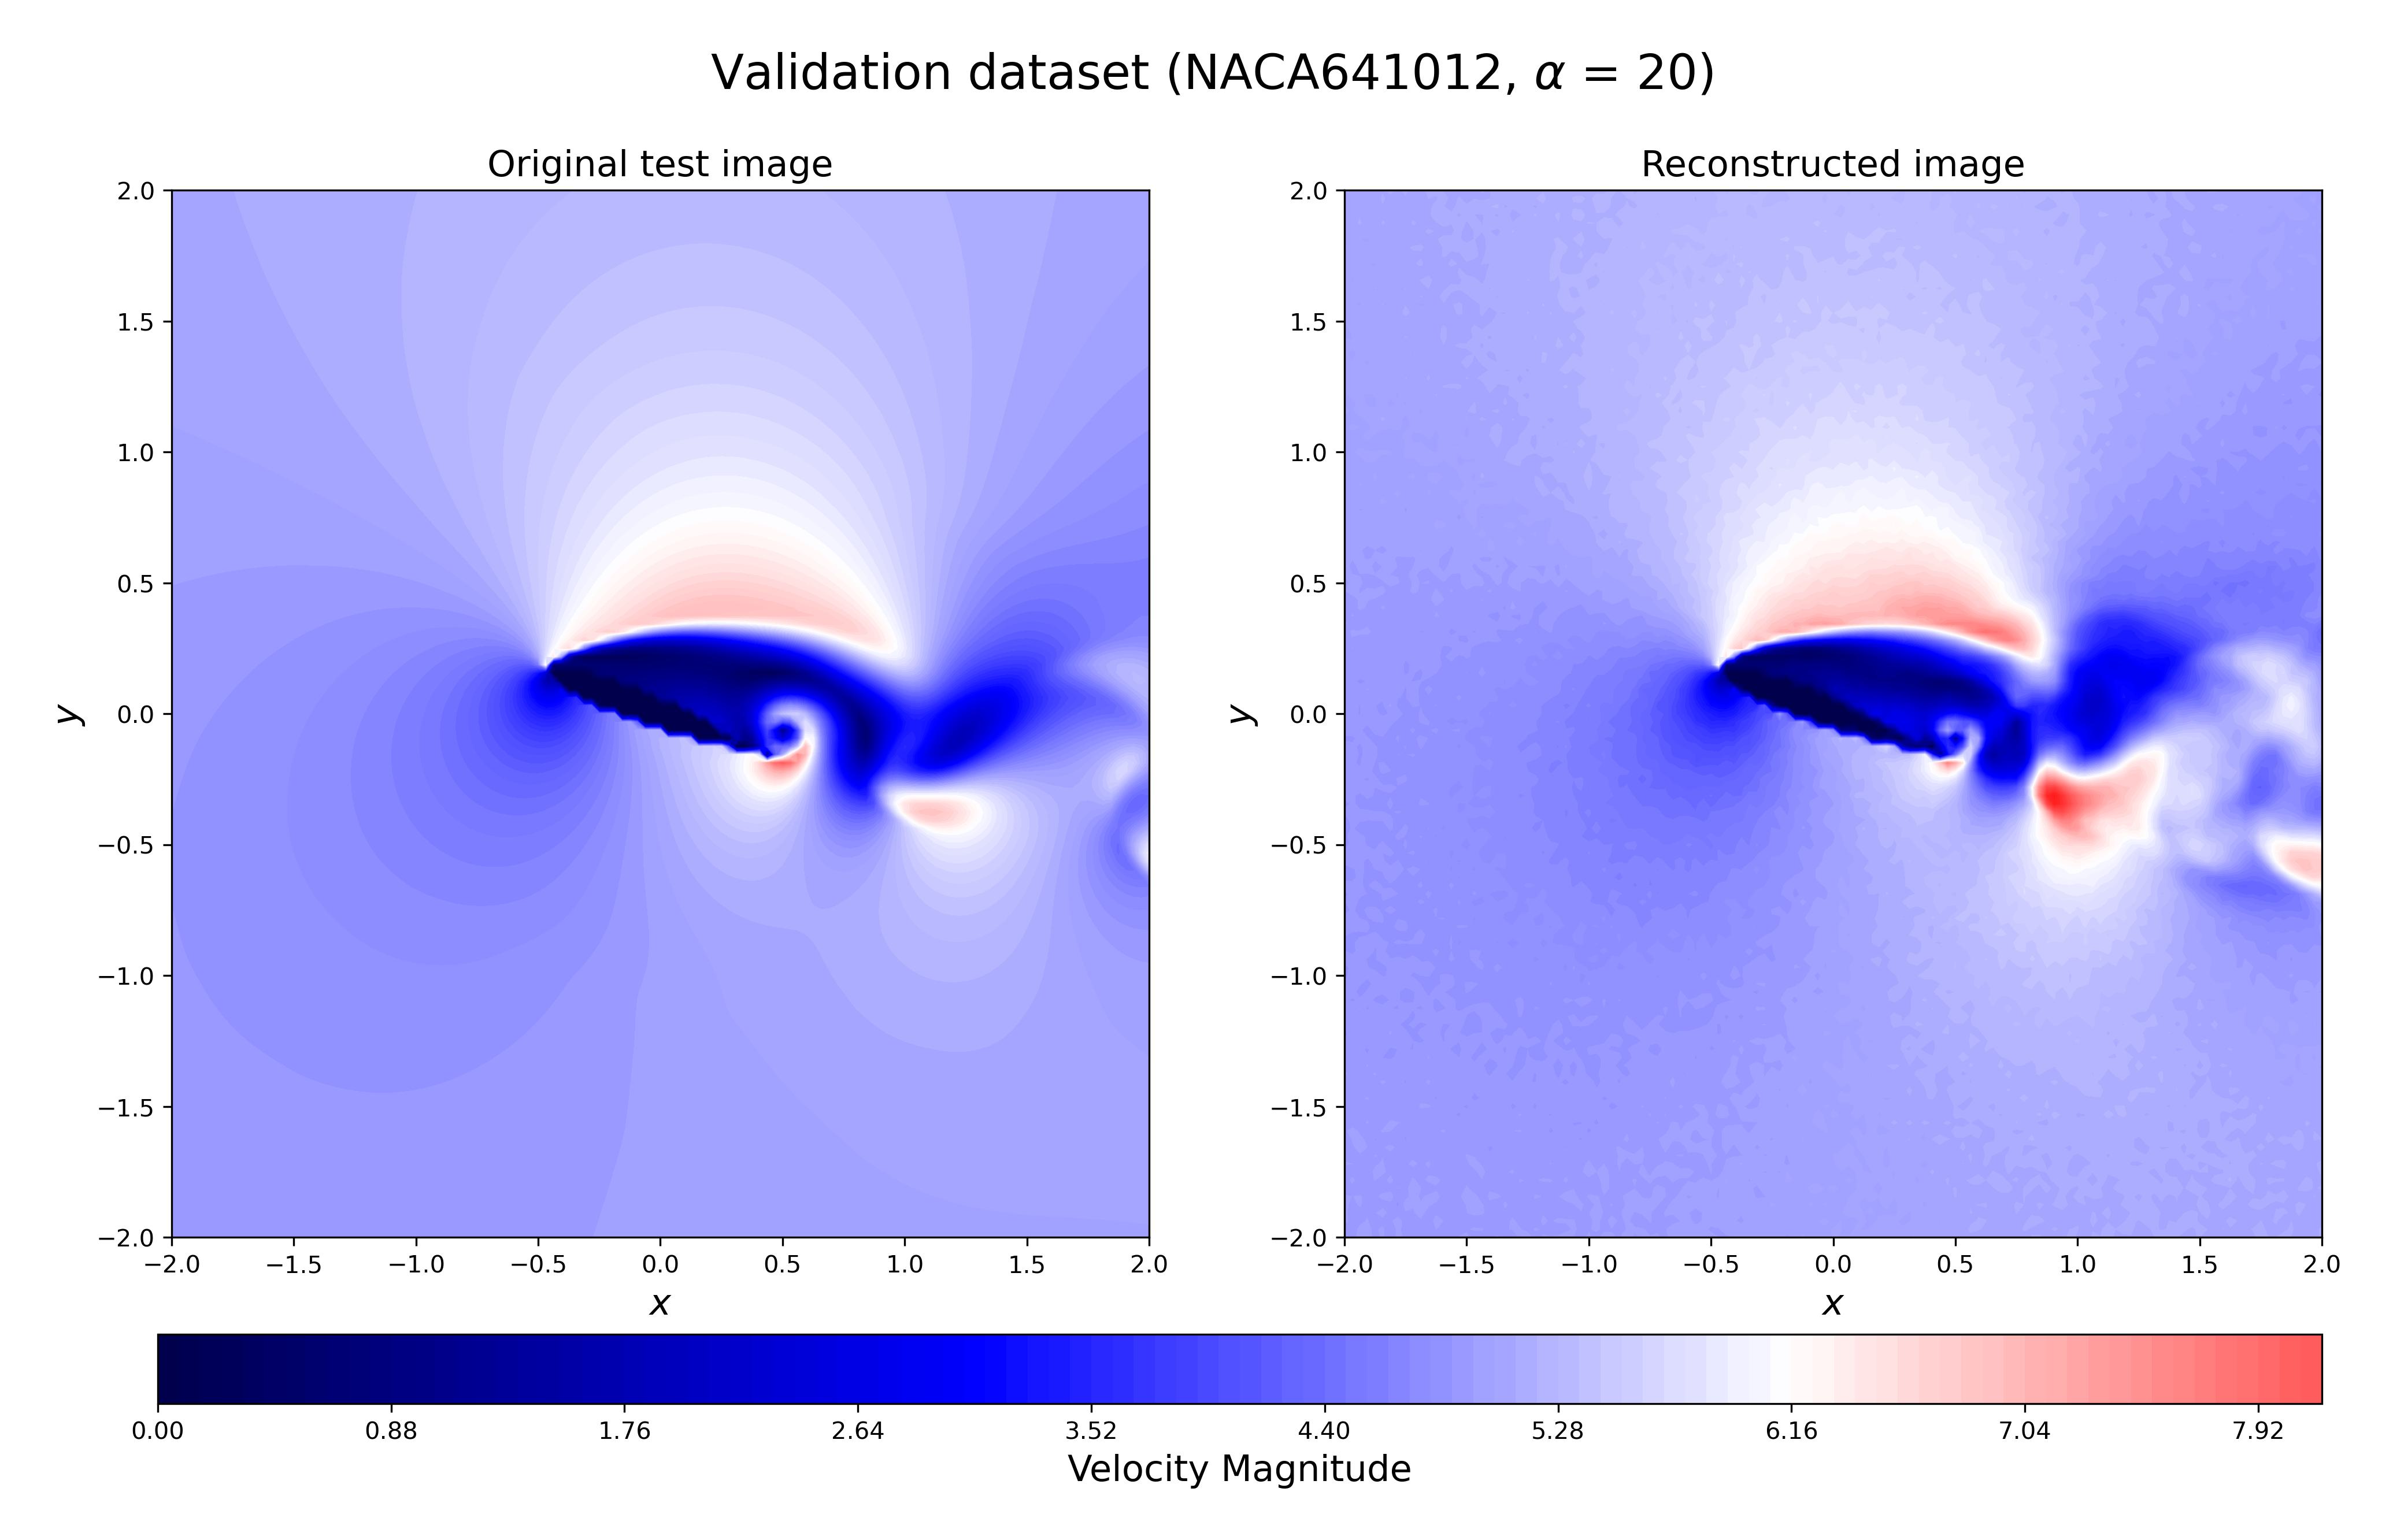 Validation dataset (NACA641012, α = 20)
Original test image
2.0
1.5
1.0
0.5
0.0
−0.5
−1.0
−1.5
−2.0
y
−2.0 −1.5 −1.0 −0.5 0.0 0.5 1.0 1.5 2.0
x
Reconstructed image
2.0
1.5
1.0
0.5
0.0
−0.5
−1.0
−1.5
−2.0
y
−2.0 −1.5 −1.0 −0.5 0.0 0.5 1.0 1.5 2.0
x
0.00 0.88 1.76 2.64 3.52 4.40 5.28 6.16 7.04 7.92
Velocity Magnitude